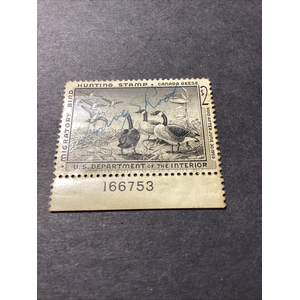 HUNTING STAMP - CANADA GEESE
MIGRATORY BIRD
$2
U.S. DEPARTMENT OF THE INTERIOR
166753